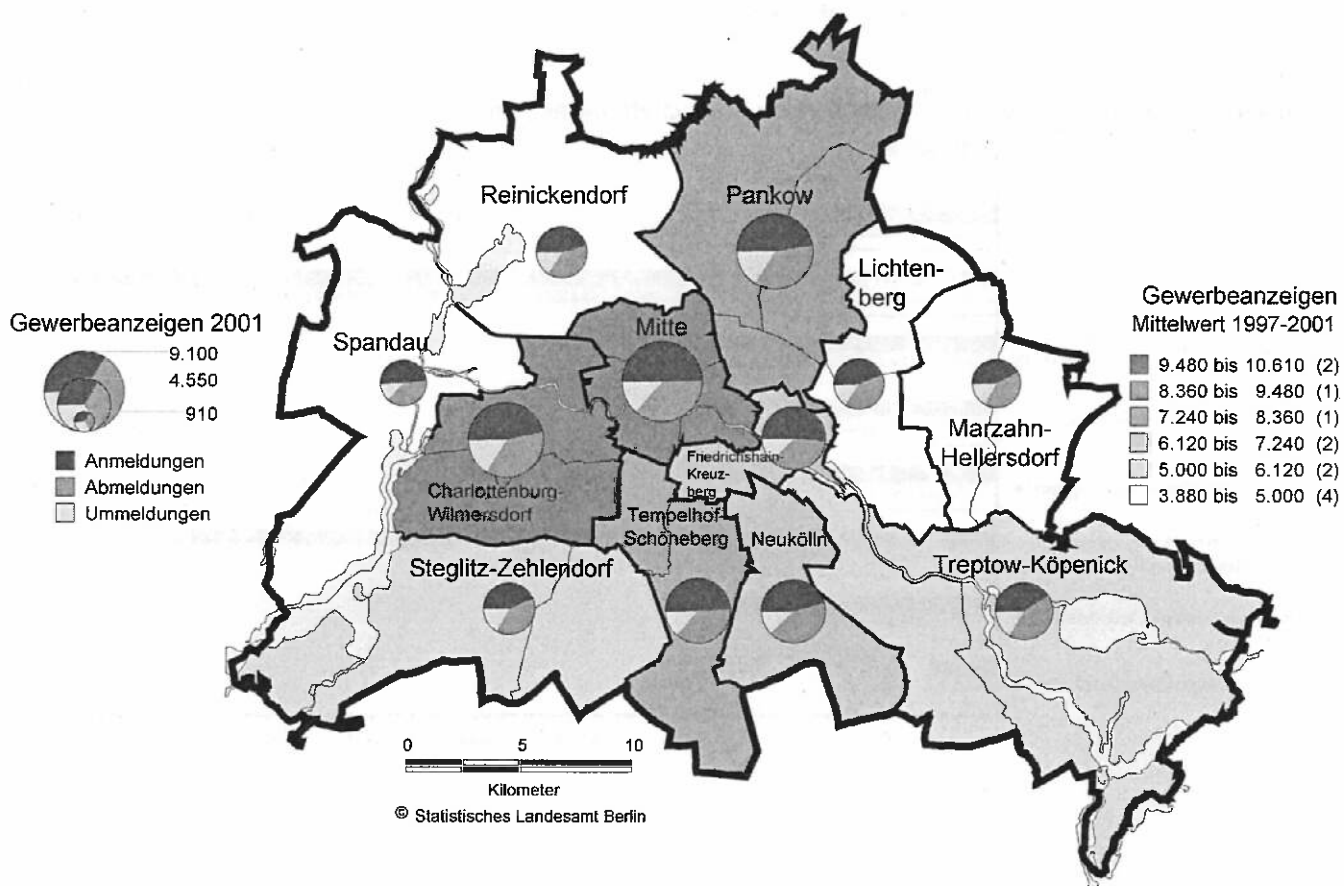 Reinickendorf
Pankow
Lichten-
berg
Gewerbeanzeigen 2001
9.100
4.550
910
Anmeldungen
Abmeldungen
Ummeldungen
Spandau
Mitte
Gewerbeanzeigen
Mittelwert 1997-2001
9.480 bis 10.610 (2)
8.360 bis 9.480 (1)
7.240 bis 8.360 (1)
6.120 bis 7.240 (2)
5.000 bis 6.120 (2)
3.880 bis 5.000 (4)
Marzahn-
Hellersdorf
Friedrichshain-
Kreuz-
berg
Charlottenburg-
Wilmersdorf
Tempelhof-
Schöneberg
Neukölln
Steglitz-Zehlendorf
Treptow-Köpenick
0 5 10
Kilometer
© Statistisches Landesamt Berlin